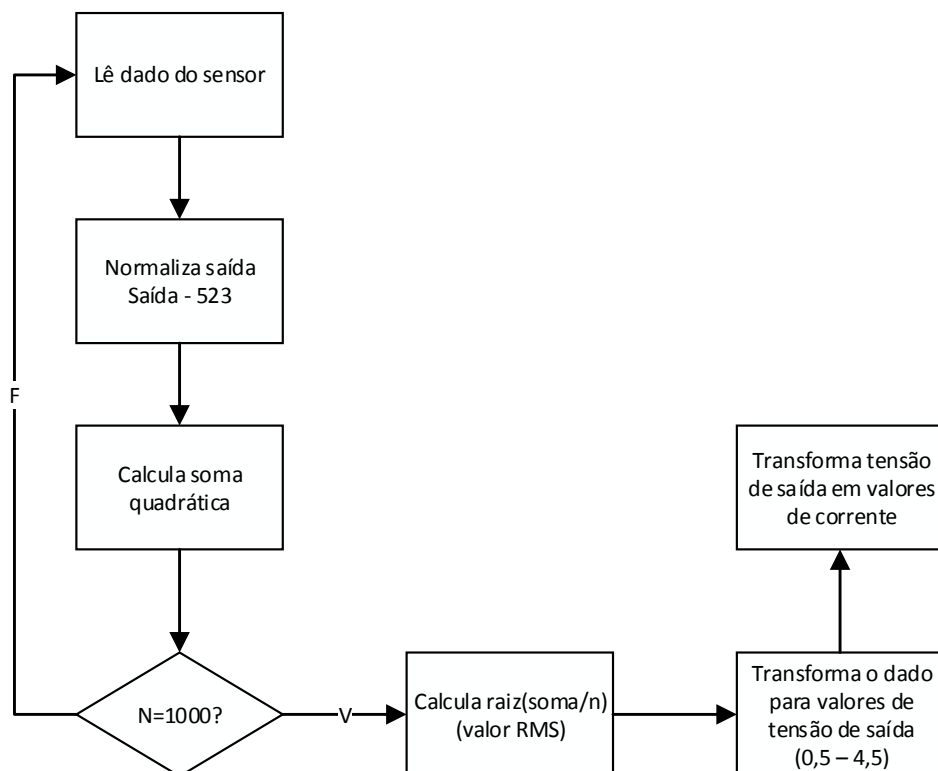 Lê dado do sensor
Normaliza saída
Saída - 523
F
Calcula soma
quadrática
N=1000?
V
Calcula raiz(soma/n)
(valor RMS)
Transforma o dado
para valores de
tensão de saída
(0,5 – 4,5)
Transforma tensão
de saída em valores
de corrente